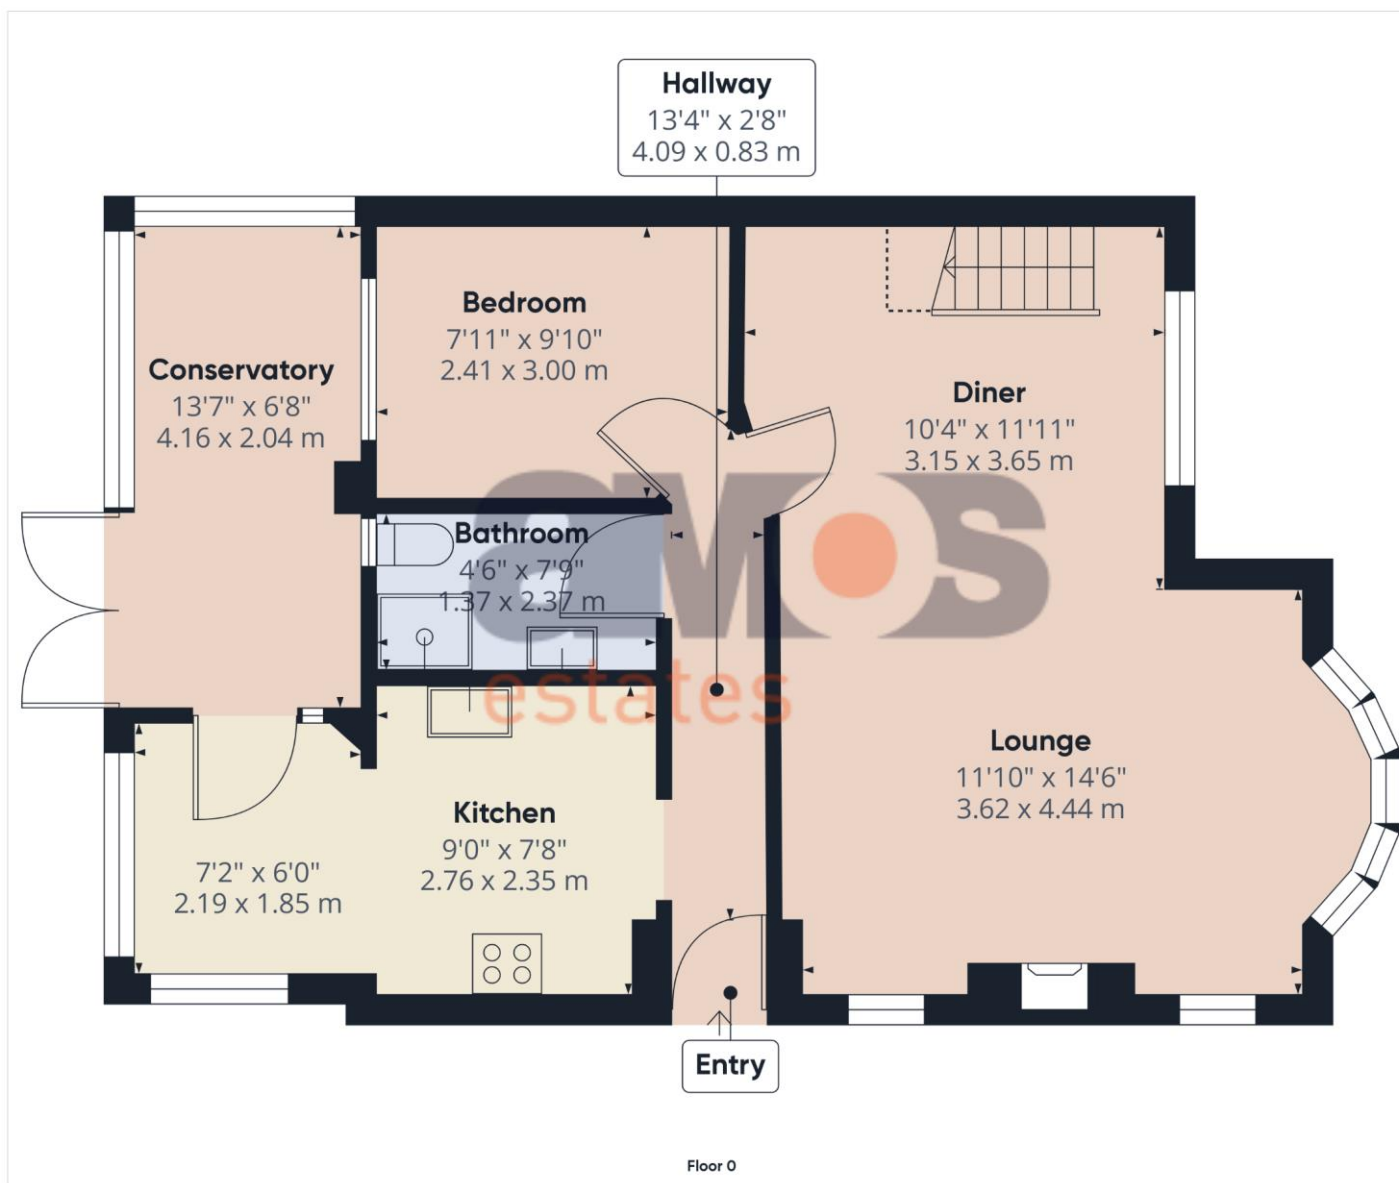 Hallway
13'4" x 2'8"
4.09 x 0.83 m
Bedroom
7'11" x 9'10"
2.41 x 3.00 m
Conservatory
13'7" x 6'8"
4.16 x 2.04 m
Diner
10'4" x 11'11"
3.15 x 3.65 m
amos
estates
Bathroom
4'6" x 7'9"
1.37 x 2.37 m
Lounge
11'10" x 14'6"
3.62 x 4.44 m
Kitchen
9'0" x 7'8"
2.76 x 2.35 m
7'2" x 6'0"
2.19 x 1.85 m
Entry
Floor 0